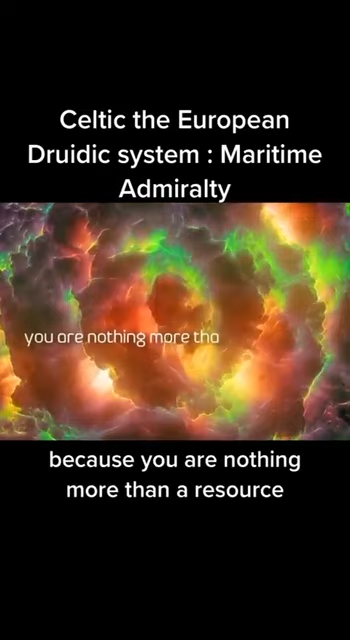 Celtic the European
Druidic system : Maritime
Admiralty
you are nothing more tha
because you are nothing
more than a resource